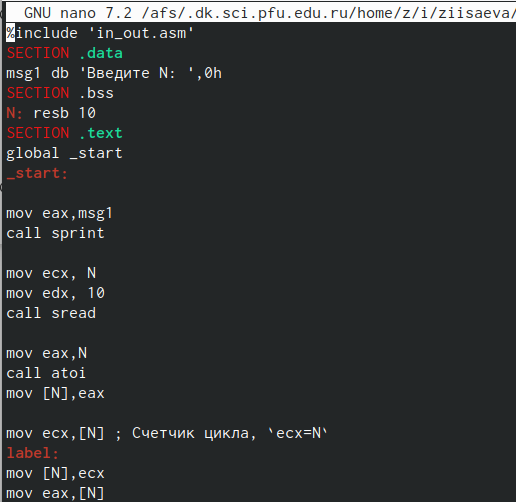 GNU nano 7.2 /afs/.dk.sci.pfu.edu.ru/home/z/i/ziisaeva/
%include 'in_out.asm'
SECTION .data
msg1 db 'Введите N: ',0h
SECTION .bss
N: resb 10
SECTION .text
global _start
_start:
mov eax,msg1
call sprint
mov ecx, N
mov edx, 10
call sread
mov eax,N
call atoi
mov [N],eax
mov ecx,[N] ; Счетчик цикла, `ecx=N`
label:
mov [N],ecx
mov eax,[N]